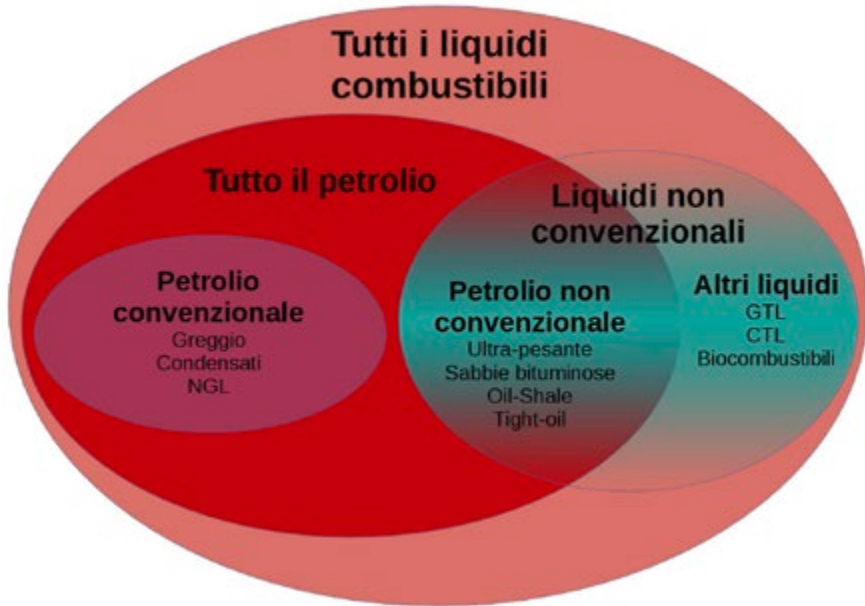 Tutti i liquidi
combustibili
Tutto il petrolio
Liquidi non
convenzionali
Petrolio
convenzionale
Greggio
Condensati
NGL
Petrolio non
convenzionale
Ultra-pesante
Sabbie bituminose
Oil-Shale
Tight-oil
Altri liquidi
GTL
CTL
Biocombustibili